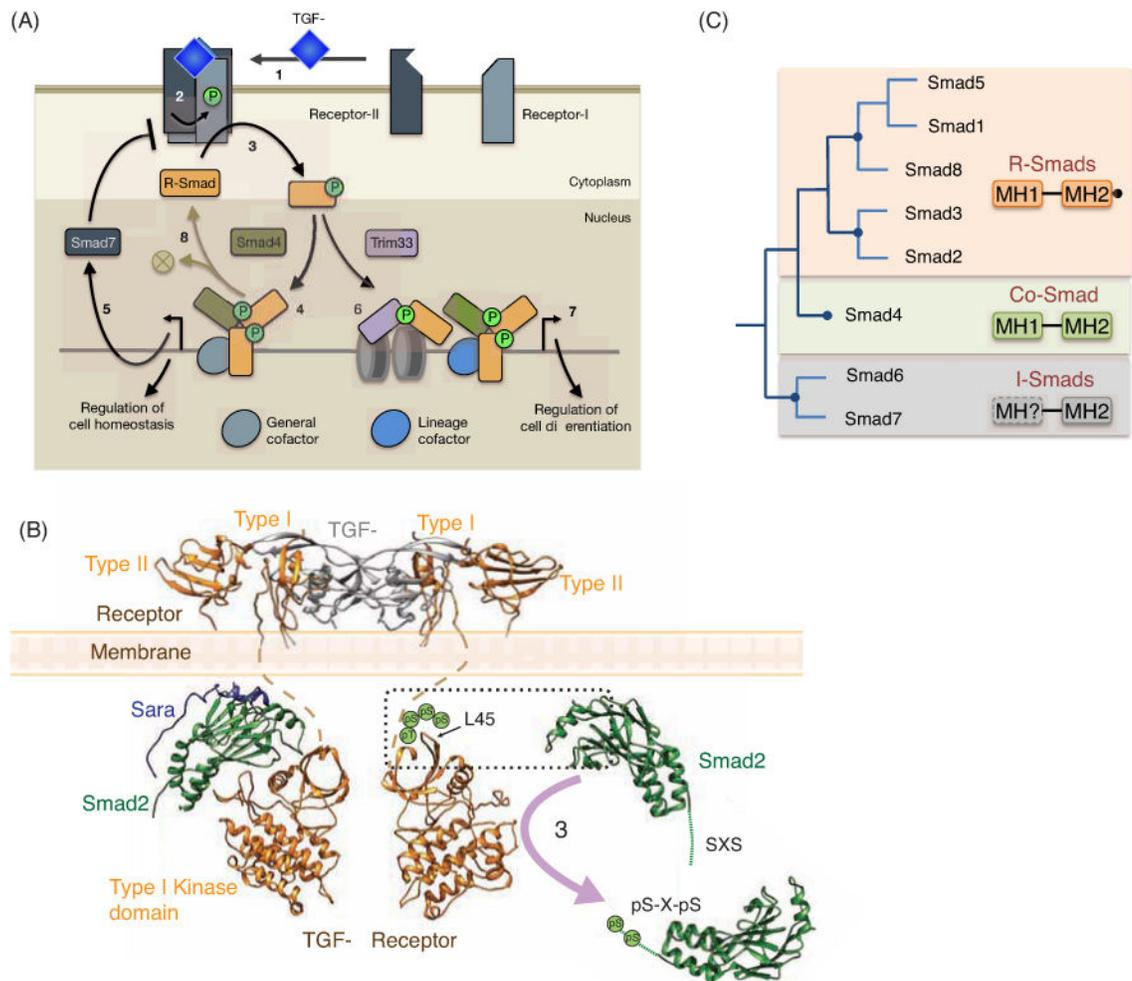 (A)
TGF-
1
2
P
Receptor-II
Receptor-I
3
R-Smad
P
Cytoplasm
Nucleus
Smad7
8
Smad4
Trim33
5
P
P
4
6
P
P
P
7
Regulation of
cell homeostasis
General
cofactor
Lineage
cofactor
Regulation of
cell di erentiation
(C)
Smad5
Smad1
Smad8
Smad3
Smad2
R-Smads
MH1
MH2
Smad4
Co-Smad
MH1
MH2
Smad6
Smad7
I-Smads
MH?
MH2
(B)
Type I
TGF-
Type I
Type II
Type II
Receptor
Membrane
Sara
Smad2
pT
pS
pS
pS
L45
Smad2
3
SXS
Type I Kinase
domain
pS-X-pS
pS
pS
TGF- Receptor